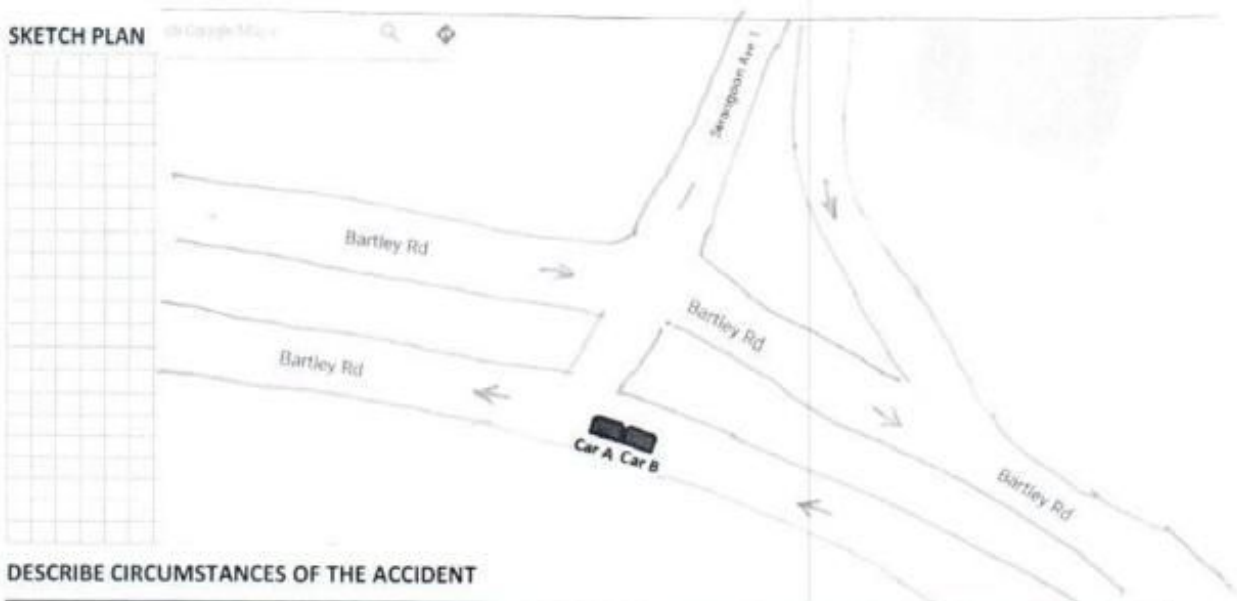 SKETCH PLAN
Serangoon Ave 1
Bartley Rd
Bartley Rd
Bartley Rd
Car A Car B
Bartley Rd
DESCRIBE CIRCUMSTANCES OF THE ACCIDENT